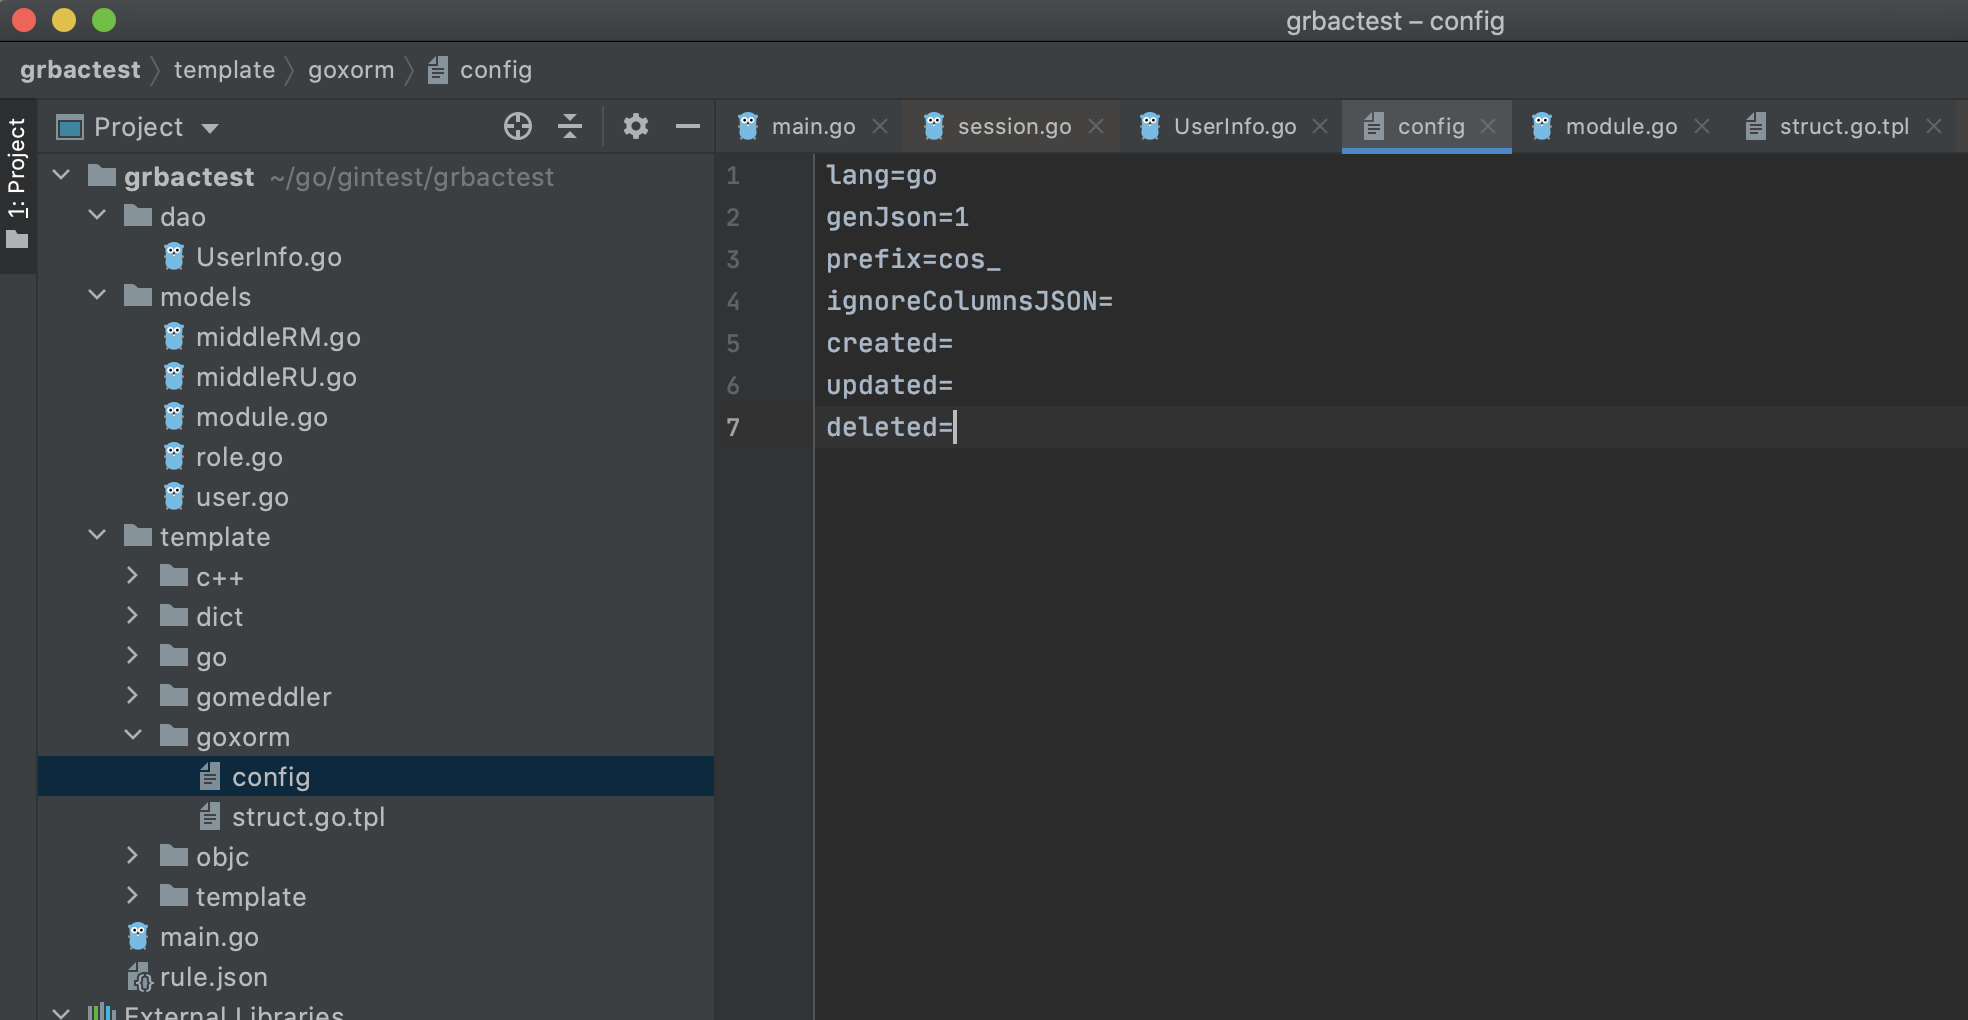 grbactest – config
grbactest template goxorm config
1: Project
Project
main.go session.go UserInfo.go config module.go struct.go.tpl
grbactest ~/go/gintest/grbactest
dao
UserInfo.go
models
middleRM.go
middleRU.go
module.go
role.go
user.go
template
c++
dict
go
gomeddler
goxorm
config
struct.go.tpl
objc
template
main.go
rule.json
External Libraries
1 lang=go
2 genJson=1
3 prefix=cos_
4 ignoreColumnsJSON=
5 created=
6 updated=
7 deleted=